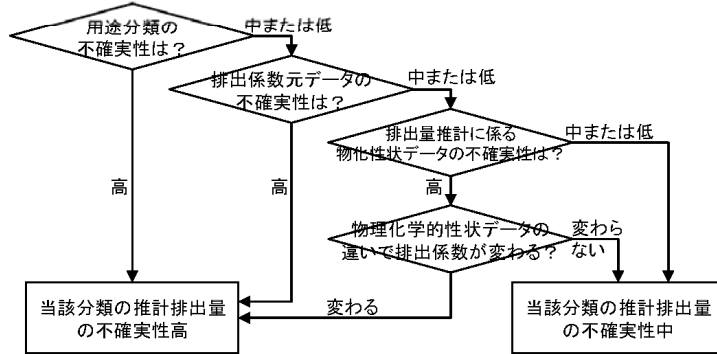 用途分類の
不確実性は？
中または低
排出係数元データの
不確実性は？
中または低
排出量推計に係る
物化性状データの不確実性は？
中または低
高
高
高
物理化学的性状データの
違いで排出係数が変わる？
変わら
ない
変わる
当該分類の推計排出量
の不確実性高
当該分類の推計排出量
の不確実性中